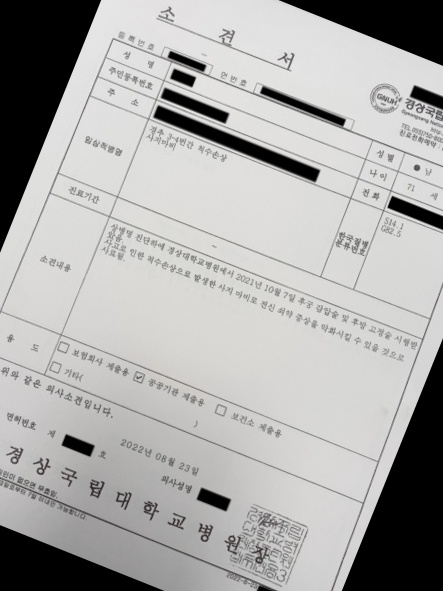 소 견 서
등록번호
연번호
경상국립
GNUH
성 명
성 별
남
주민등록번호
나 이
71 세
주 소
전 화
임상적병명
경추 3-4번간 척수손상
사지마비
한국질병
분류번호
S14.1
G82.5
진료기간
~
소견내용
상병명 진단하에 경상대학교병원에서 2021년 10월 7일 후궁 감압술 및 후방 고정술 시행받
았음.
사고로 인한 척수손상으로 발생한 사지 마비로 전신 쇠약 증상을 악화시킬 수 있을 것으로
사료됨.
용 도
보험회사 제출용
공공기관 제출용
보건소 제출용
기타(
)
위와 같은 의사소견입니다.
2022년 08월 23일
면허번호 제 호
의사성명
경상국립대학교병원장